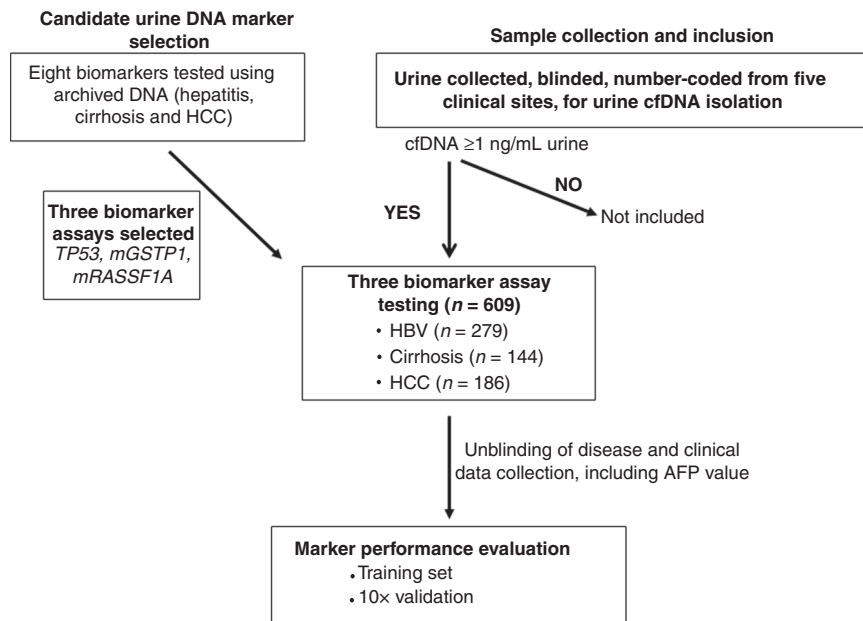 Candidate urine DNA marker
selection
Eight biomarkers tested using
archived DNA (hepatitis,
cirrhosis and HCC)
Three biomarker
assays selected
TP53, mGSTP1,
mRASSF1A
Sample collection and inclusion
Urine collected, blinded, number-coded from five
clinical sites, for urine cfDNA isolation
cfDNA ≥1 ng/mL urine
YES
NO
Not included
Three biomarker assay
testing (n = 609)
• HBV (n = 279)
• Cirrhosis (n = 144)
• HCC (n = 186)
Unblinding of disease and clinical
data collection, including AFP value
Marker performance evaluation
• Training set
• 10× validation